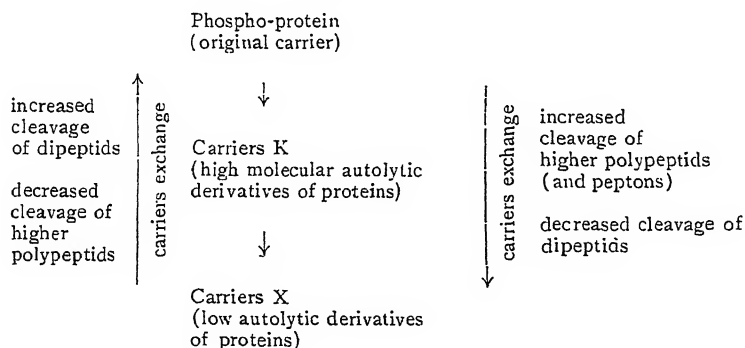 Phospho-protein
(original carrier)
increased
cleavage
of dipeptids
decreased
cleavage of
higher
polypeptids
carriers exchange
Carriers K
(high molecular autolytic
derivatives of proteins)
Carriers X
(low autolytic derivatives
of proteins)
carriers exchange
increased
cleavage of
higher polypeptids
(and peptons)
decreased cleavage of
dipeptids